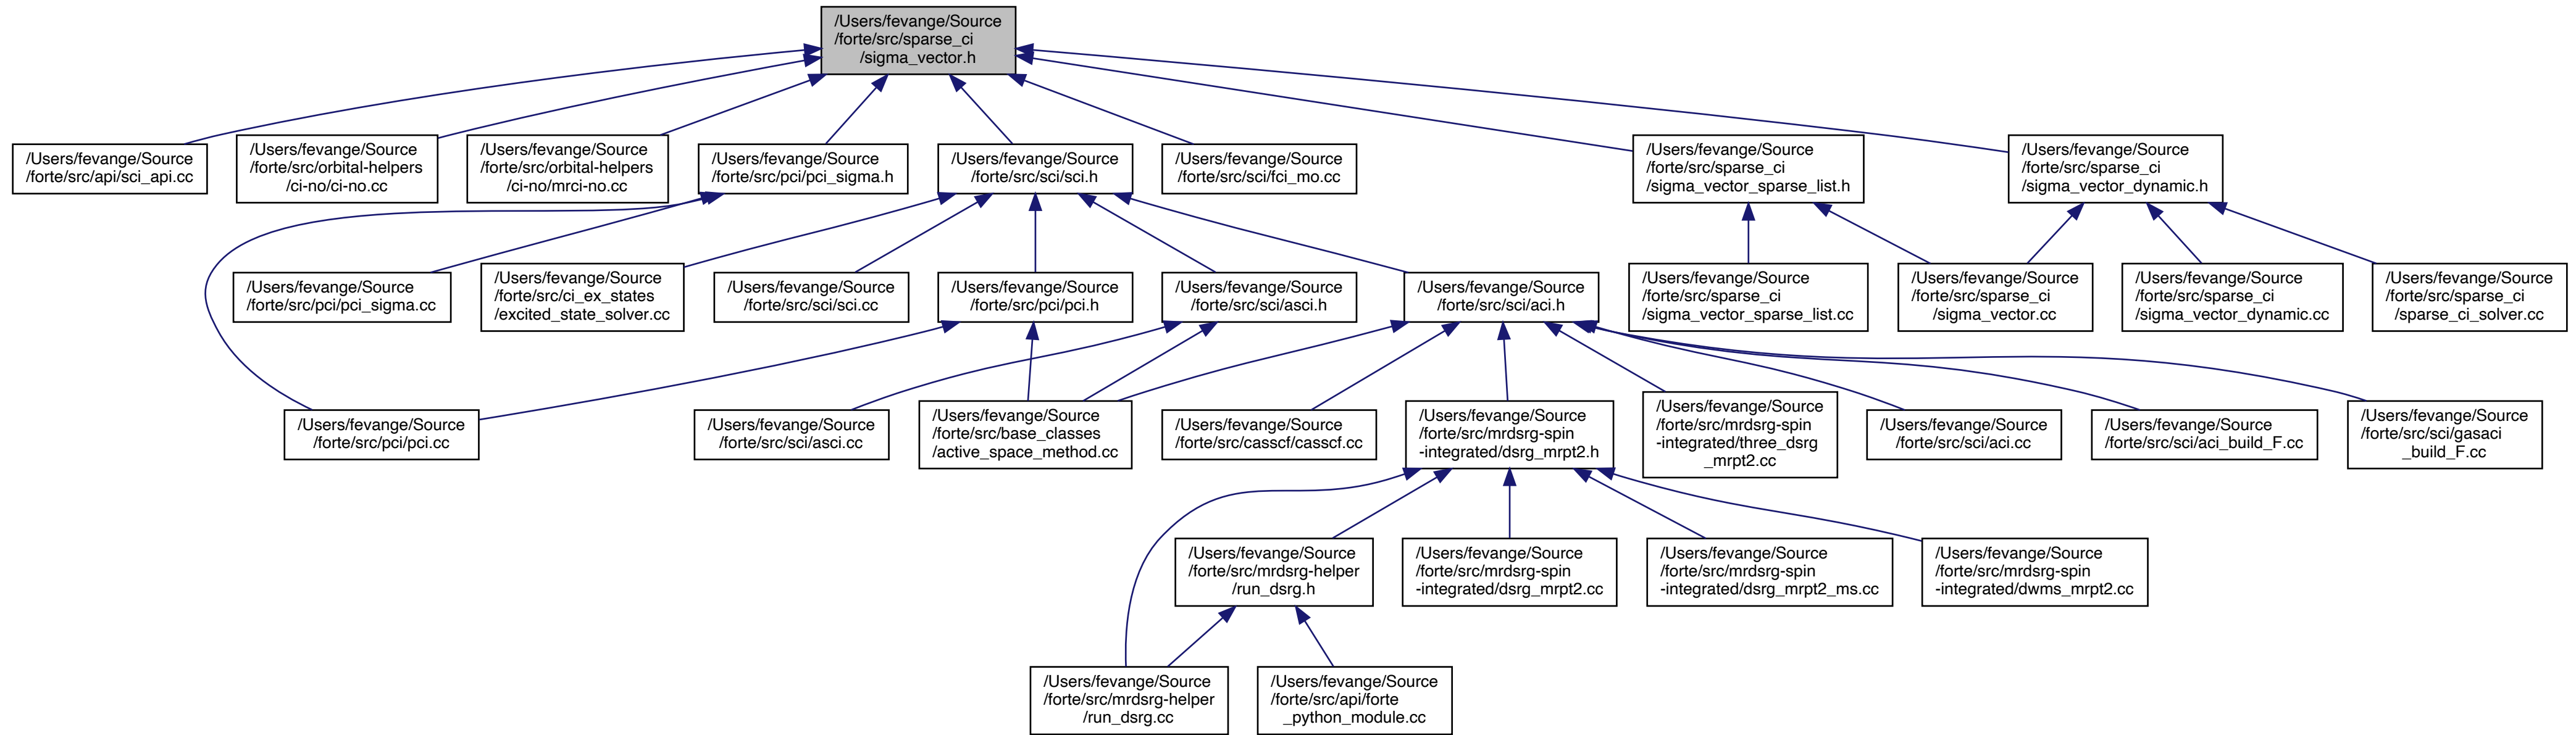 /Users/fevange/Source
/forte/src/sparse_ci
/sigma_vector.h
/Users/fevange/Source
/forte/src/api/sci_api.cc
/Users/fevange/Source
/forte/src/orbital-helpers
/ci-no/ci-no.cc
/Users/fevange/Source
/forte/src/orbital-helpers
/ci-no/mrci-no.cc
/Users/fevange/Source
/forte/src/pci/pci_sigma.h
/Users/fevange/Source
/forte/src/sci/sci.h
/Users/fevange/Source
/forte/src/sci/fci_mo.cc
/Users/fevange/Source
/forte/src/sparse_ci
/sigma_vector_sparse_list.h
/Users/fevange/Source
/forte/src/sparse_ci
/sigma_vector_dynamic.h
/Users/fevange/Source
/forte/src/pci/pci_sigma.cc
/Users/fevange/Source
/forte/src/ci_ex_states
/excited_state_solver.cc
/Users/fevange/Source
/forte/src/sci/sci.cc
/Users/fevange/Source
/forte/src/pci/pci.h
/Users/fevange/Source
/forte/src/sci/asci.h
/Users/fevange/Source
/forte/src/sci/aci.h
/Users/fevange/Source
/forte/src/sparse_ci
/sigma_vector_sparse_list.cc
/Users/fevange/Source
/forte/src/sparse_ci
/sigma_vector.cc
/Users/fevange/Source
/forte/src/sparse_ci
/sigma_vector_dynamic.cc
/Users/fevange/Source
/forte/src/sparse_ci
/sparse_ci_solver.cc
/Users/fevange/Source
/forte/src/pci/pci.cc
/Users/fevange/Source
/forte/src/sci/asci.cc
/Users/fevange/Source
/forte/src/base_classes
/active_space_method.cc
/Users/fevange/Source
/forte/src/casscf/casscf.cc
/Users/fevange/Source
/forte/src/mrdsrg-spin
-integrated/dsrg_mrpt2.h
/Users/fevange/Source
/forte/src/mrdsrg-spin
-integrated/three_dsrg
_mrpt2.cc
/Users/fevange/Source
/forte/src/sci/aci.cc
/Users/fevange/Source
/forte/src/sci/aci_build_F.cc
/Users/fevange/Source
/forte/src/sci/gasaci
_build_F.cc
/Users/fevange/Source
/forte/src/mrdsrg-helper
/run_dsrg.h
/Users/fevange/Source
/forte/src/mrdsrg-spin
-integrated/dsrg_mrpt2.cc
/Users/fevange/Source
/forte/src/mrdsrg-spin
-integrated/dsrg_mrpt2_ms.cc
/Users/fevange/Source
/forte/src/mrdsrg-spin
-integrated/dwms_mrpt2.cc
/Users/fevange/Source
/forte/src/mrdsrg-helper
/run_dsrg.cc
/Users/fevange/Source
/forte/src/api/forte
_python_module.cc